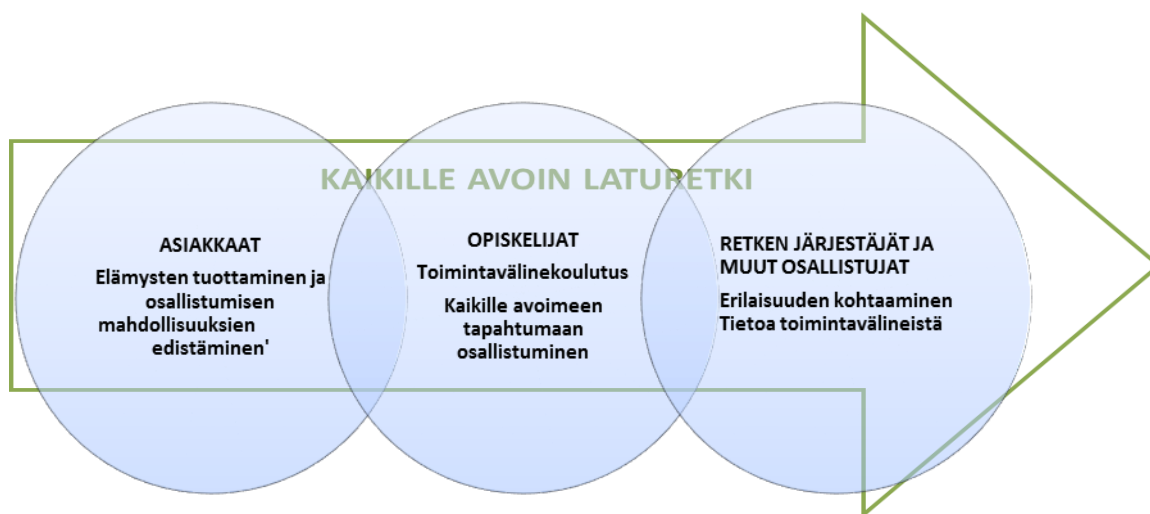 KAIKILLE AVOIN LATURETKI
ASIAKKAAT
Elämysten tuottaminen ja
osallistumisen
mahdollisuuksien
edistäminen'
OPISKELIJAT
Toimintavälinekoulutus
Kaikille avoimeen
tapahtumaan
osallistuminen
RETKEN JÄRJESTÄJÄT JA
MUUT OSALLISTUJAT
Erilaisuuden kohtaaminen
Tietoa toimintavälineistä